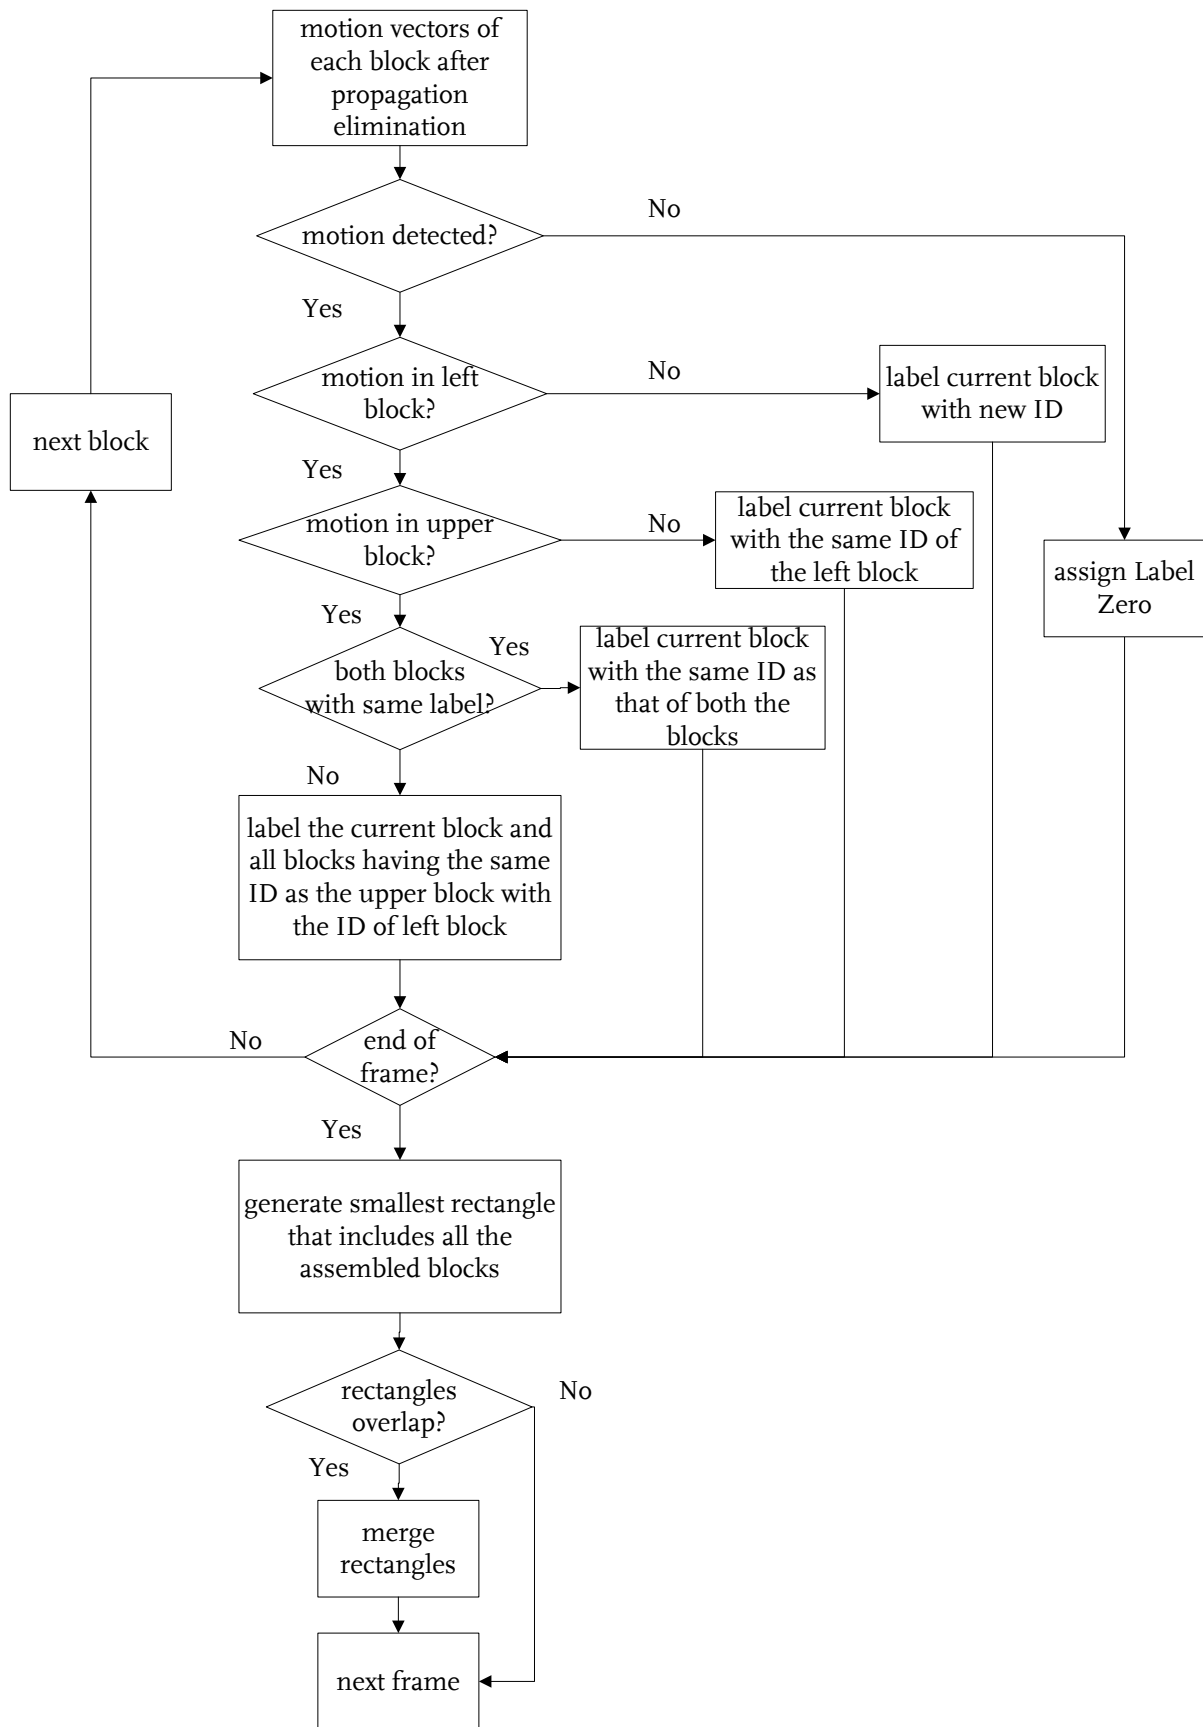 motion vectors of
each block after
propagation
elimination
No
motion detected?
Yes
motion in left
block?
No
label current block
with new ID
next block
Yes
motion in upper
block?
No
label current block
with the same ID of
the left block
assign Label
Zero
Yes
both blocks
with same label?
Yes
label current block
with the same ID as
that of both the
blocks
No
label the current block and
all blocks having the same
ID as the upper block with
the ID of left block
No
end of
frame?
Yes
generate smallest rectangle
that includes all the
assembled blocks
rectangles
overlap?
No
Yes
merge
rectangles
next frame